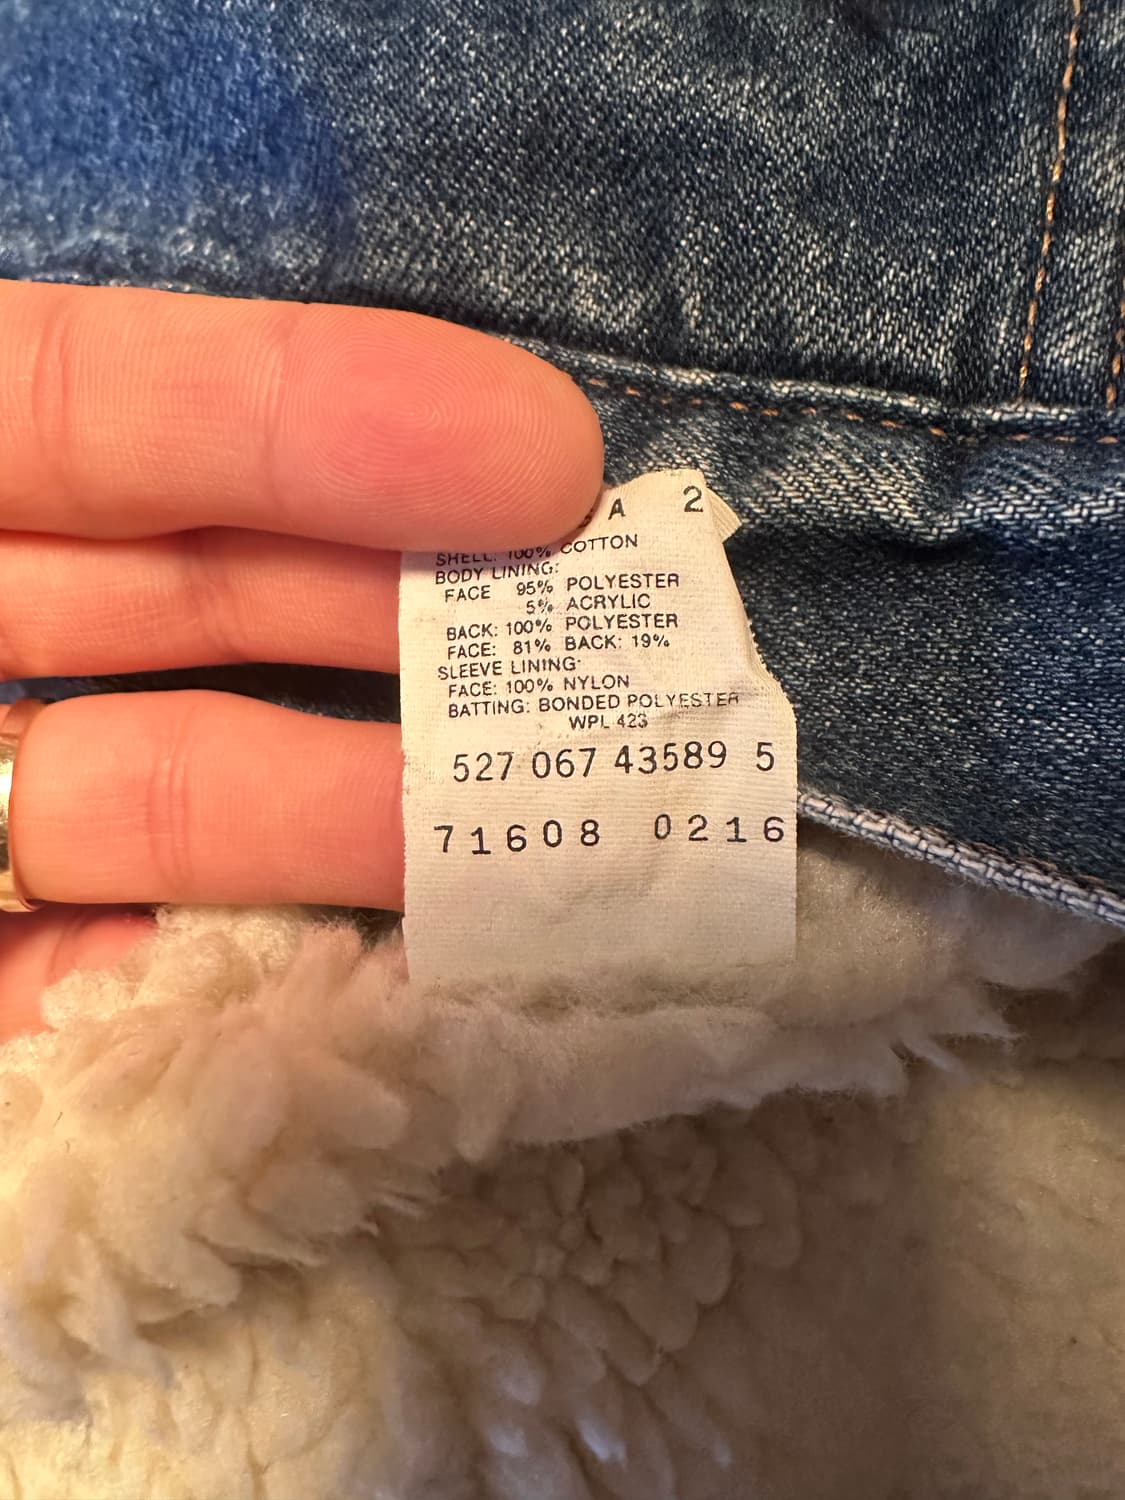 A 2
SHELL: 100% COTTON
BODY LINING:
FACE 95% POLYESTER
5% ACRYLIC
BACK: 100% POLYESTER
FACE: 81% BACK: 19%
SLEEVE LINING:
FACE: 100% NYLON
BATTING: BONDED POLYESTER
WPL 423
527 067 43589 5
71608 0216